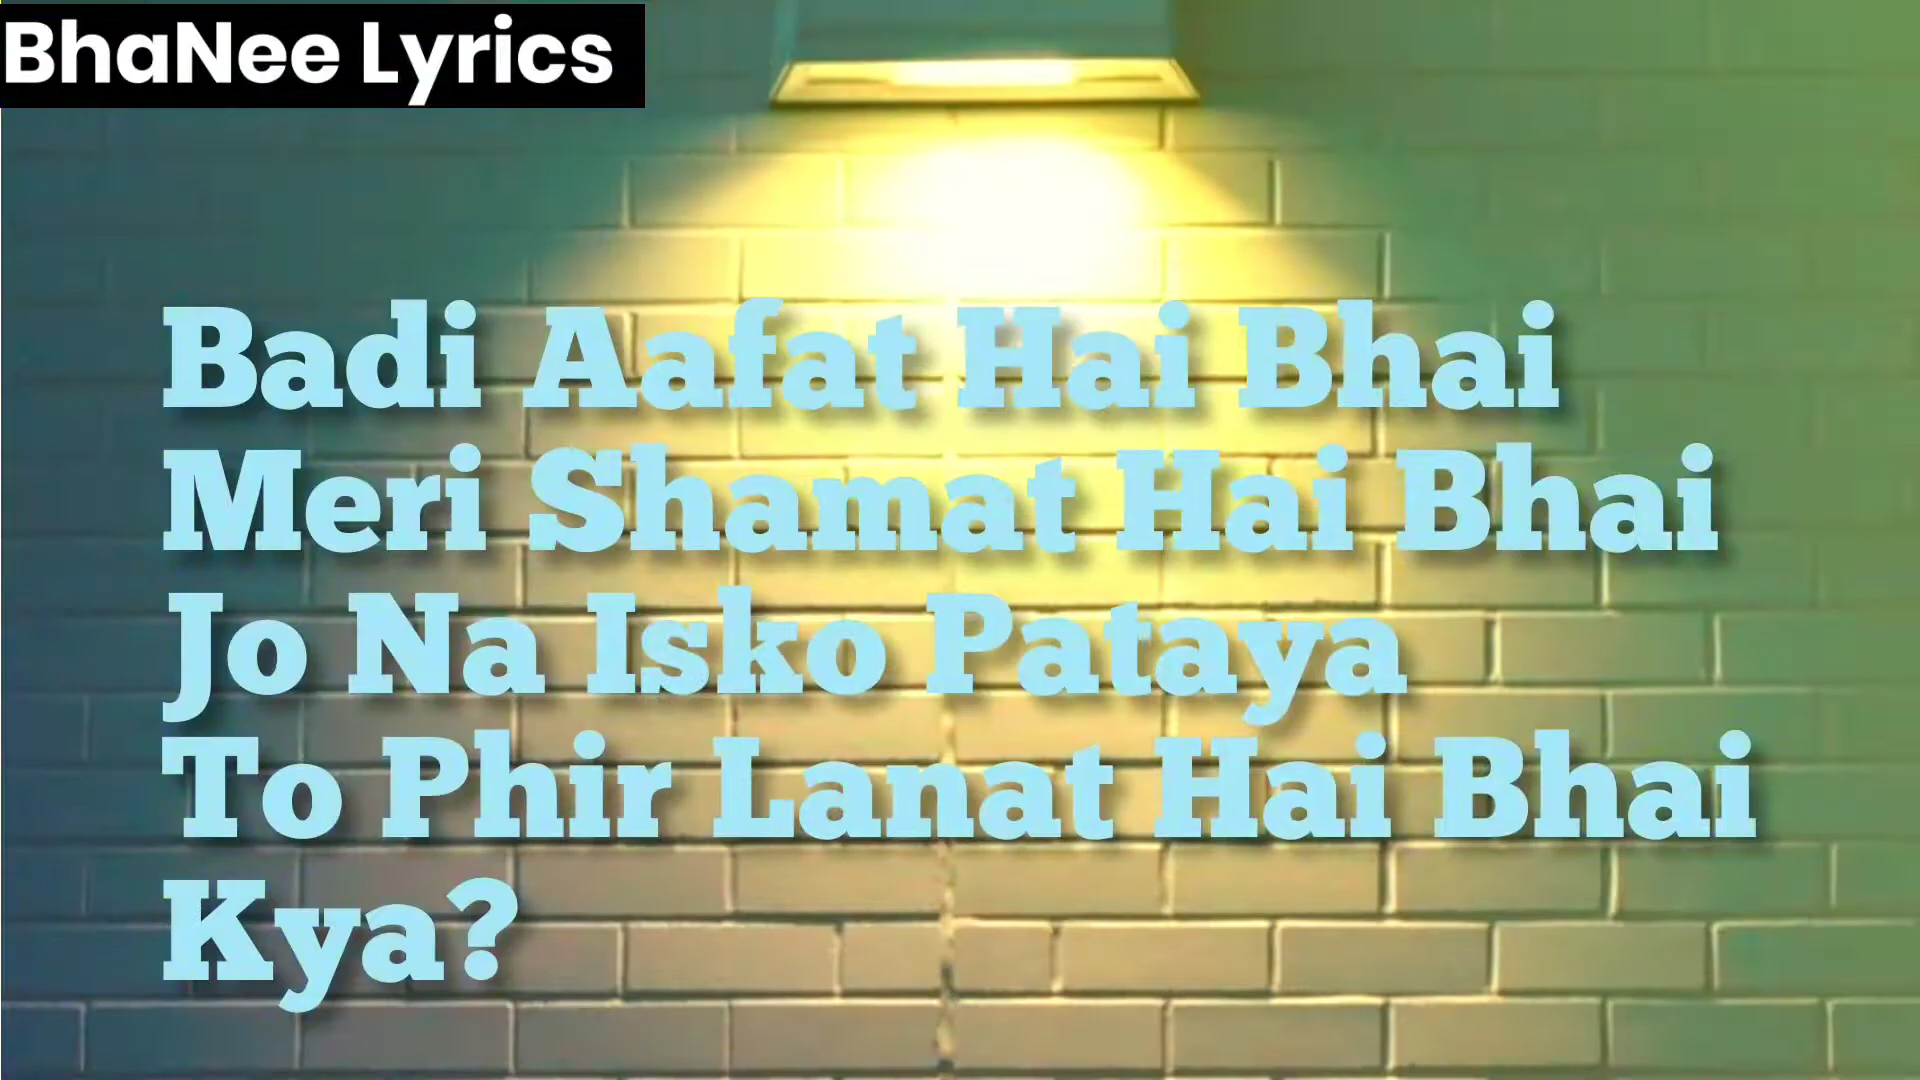 BhaNee Lyrics
Badi Aafat Hai Bhai
Meri Shamat Hai Bhai
Jo Na Isko Pataya
To Phir Lanat Hai Bhai
Kya?